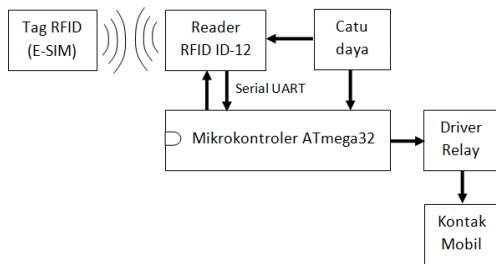 Tag RFID
(E-SIM)
Reader
RFID ID-12
Catu
daya
Serial UART
Mikrokontroler ATmega32
Driver
Relay
Kontak
Mobil